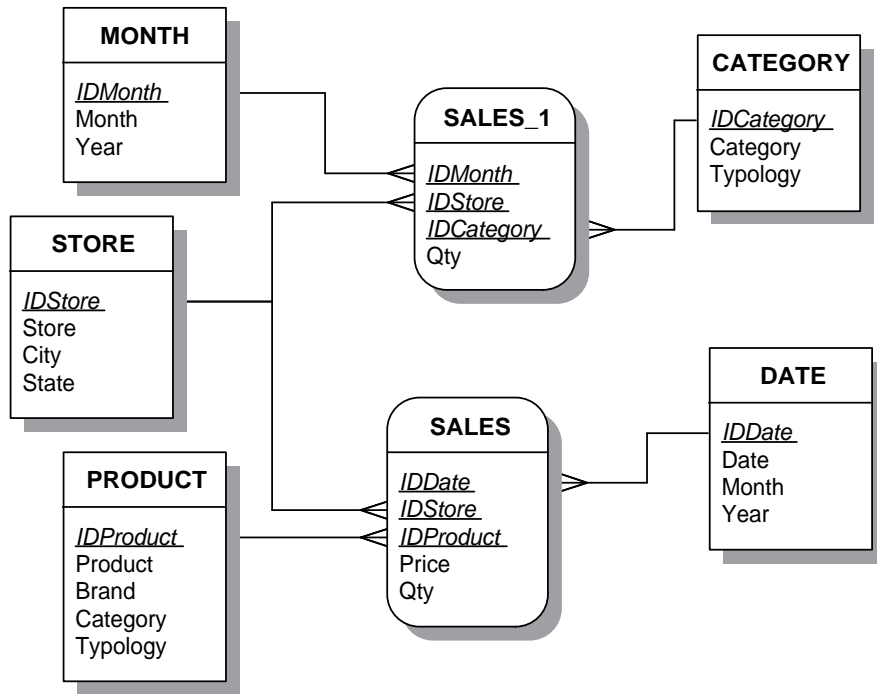 MONTH
IDMonth
Month
Year
STORE
IDStore
Store
City
State
PRODUCT
IDProduct
Product
Brand
Category
Typology
SALES_1
IDMonth
IDStore
IDCategory
Qty
SALES
IDDate
IDStore
IDProduct
Price
Qty
CATEGORY
IDCategory
Category
Typology
DATE
IDDate
Date
Month
Year